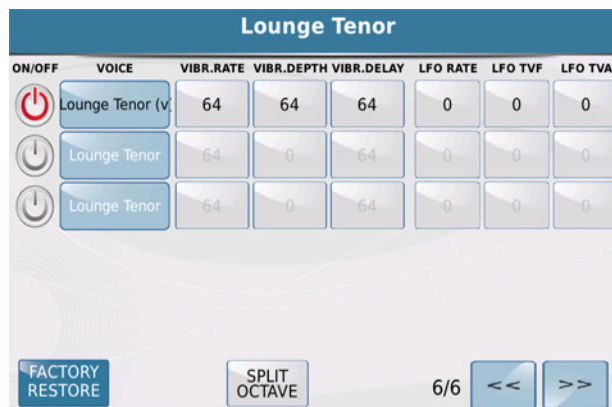 Lounge Tenor
ON/OFF VOICE VIBR.RATE VIBR.DEPTH VIBR.DELAY LFO RATE LFO TVF LFO TVA
Lounge Tenor (v) 64 64 64 0 0 0
Lounge Tenor 64 0 64 0 0 0
Lounge Tenor 64 0 64 0 0 0
FACTORY
RESTORE
SPLIT
OCTAVE
6/6 << >>